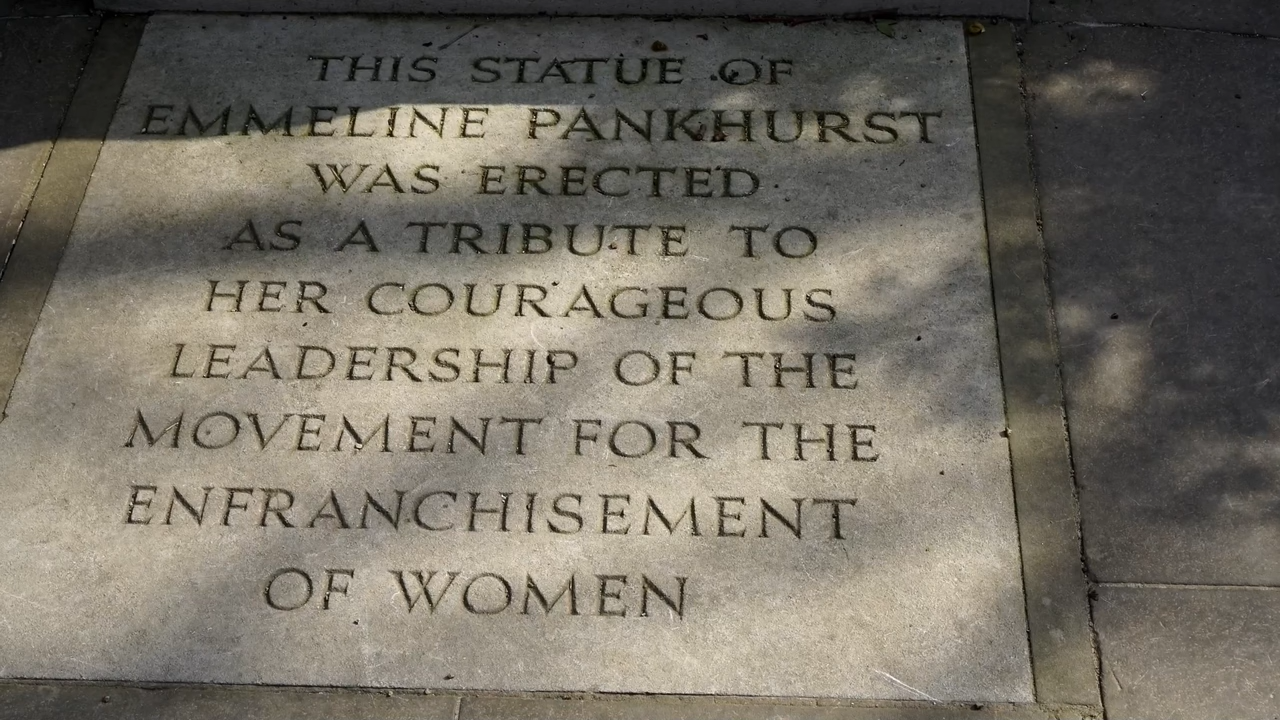 THIS STATUE OF
EMMELINE PANKHURST
WAS ERECTED
AS A TRIBUTE TO
HER COURAGEOUS
LEADERSHIP OF THE
MOVEMENT FOR THE
ENFRANCHISEMENT
OF WOMEN